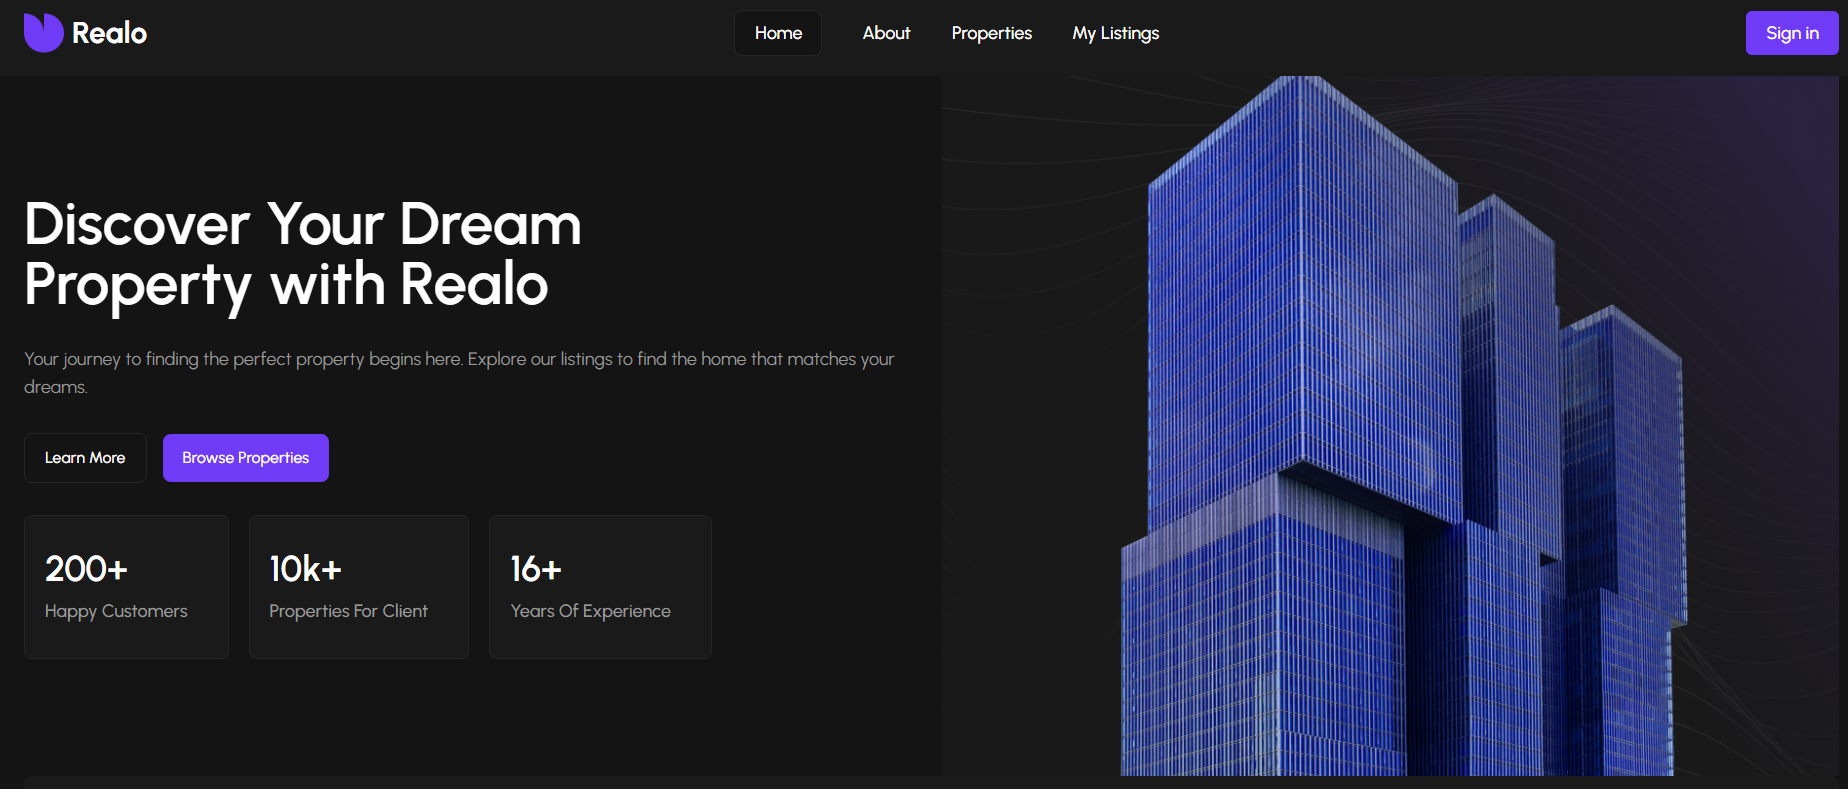 Realo
Home
About
Properties
My Listings
Sign in
Discover Your Dream
Property with Realo
Your journey to finding the perfect property begins here. Explore our listings to find the home that matches your
dreams.
Learn More
Browse Properties
200+
Happy Customers
10k+
Properties For Client
16+
Years Of Experience